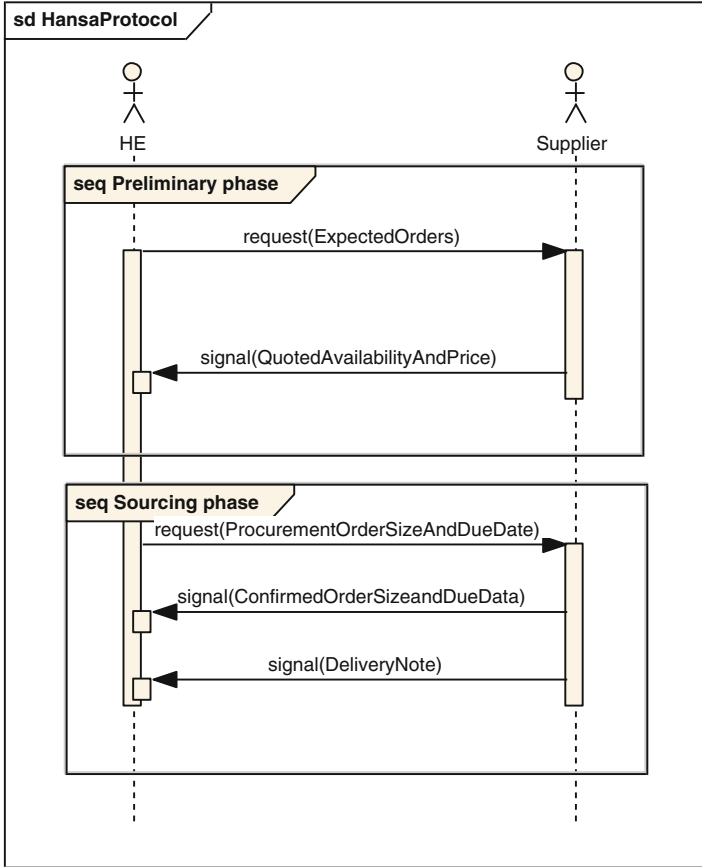 sd HansaProtocol
HE
Supplier
seq Preliminary phase
request(ExpectedOrders)
signal(QuotedAvailabilityAndPrice)
seq Sourcing phase
request(ProcurementOrderSizeAndDueDate)
signal(ConfirmedOrderSizeandDueData)
signal(DeliveryNote)